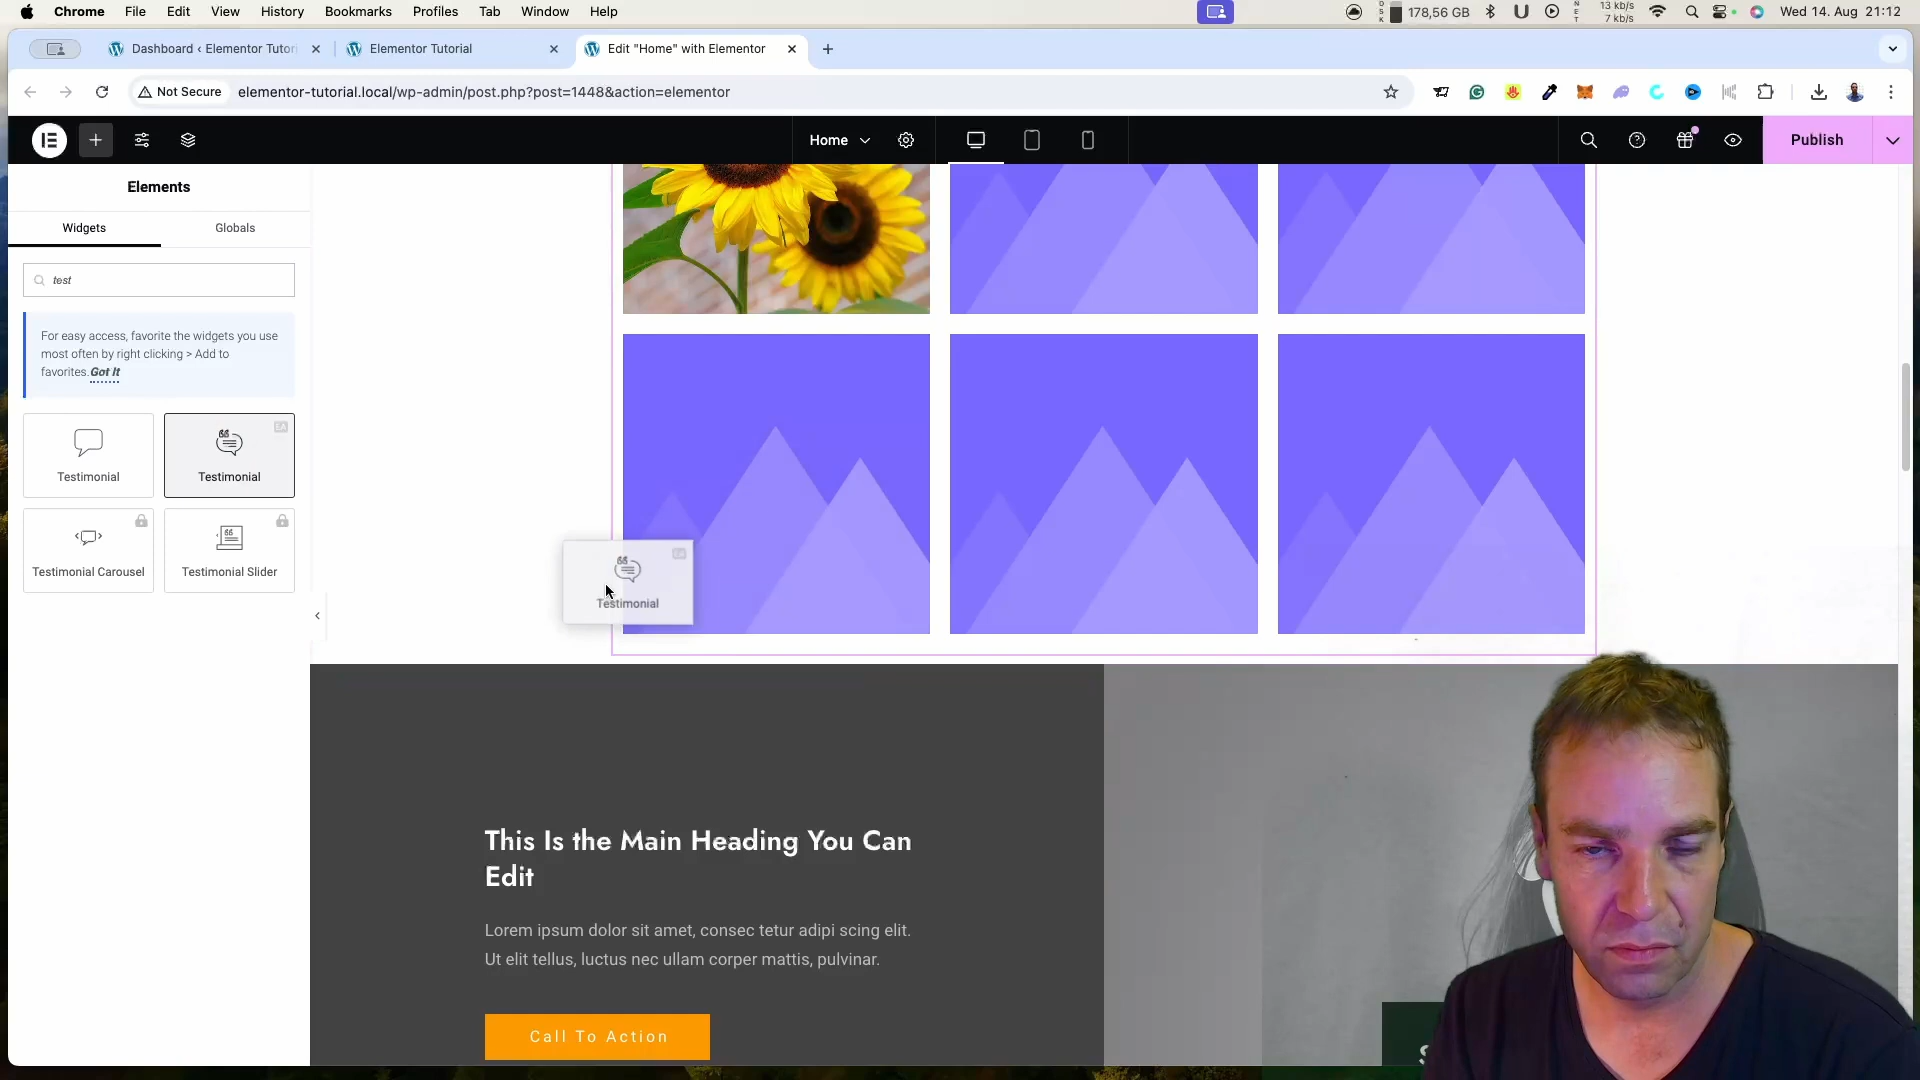 Chrome File Edit View History Bookmarks Profiles Tab Window Help
178,56 GB
13 kb/s
7 kb/s
Wed 14. Aug 21:12
Dashboard ‹ Elementor Tutor
Elementor Tutorial
Edit "Home" with Elementor
Not Secure
elementor-tutorial.local/wp-admin/post.php?post=1448&action=elementor
Home
Publish
Elements
Widgets
Globals
test
For easy access, favorite the widgets you use
most often by right clicking > Add to
favorites. Got It
Testimonial
EA
Testimonial
Testimonial Carousel
Testimonial Slider
Testimonial
This Is the Main Heading You Can
Edit
Lorem ipsum dolor sit amet, consec tetur adipi scing elit.
Ut elit tellus, luctus nec ullam corper mattis, pulvinar.
Call To Action